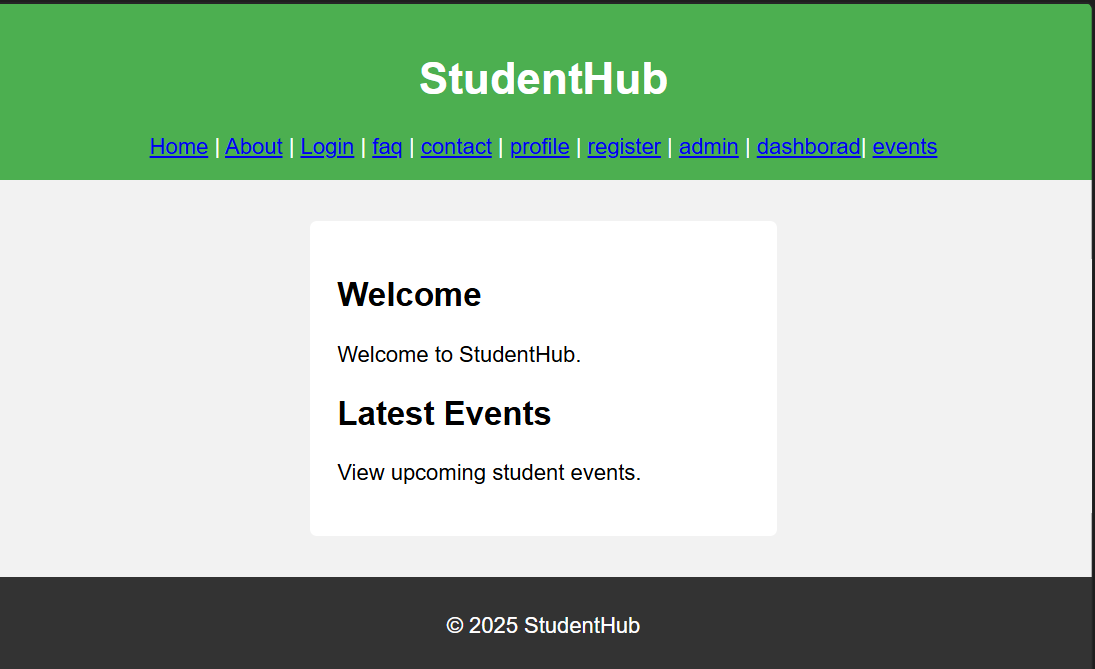 StudentHub
Home | About | Login | faq | contact | profile | register | admin | dashborad| events
Welcome
Welcome to StudentHub.
Latest Events
View upcoming student events.
© 2025 StudentHub